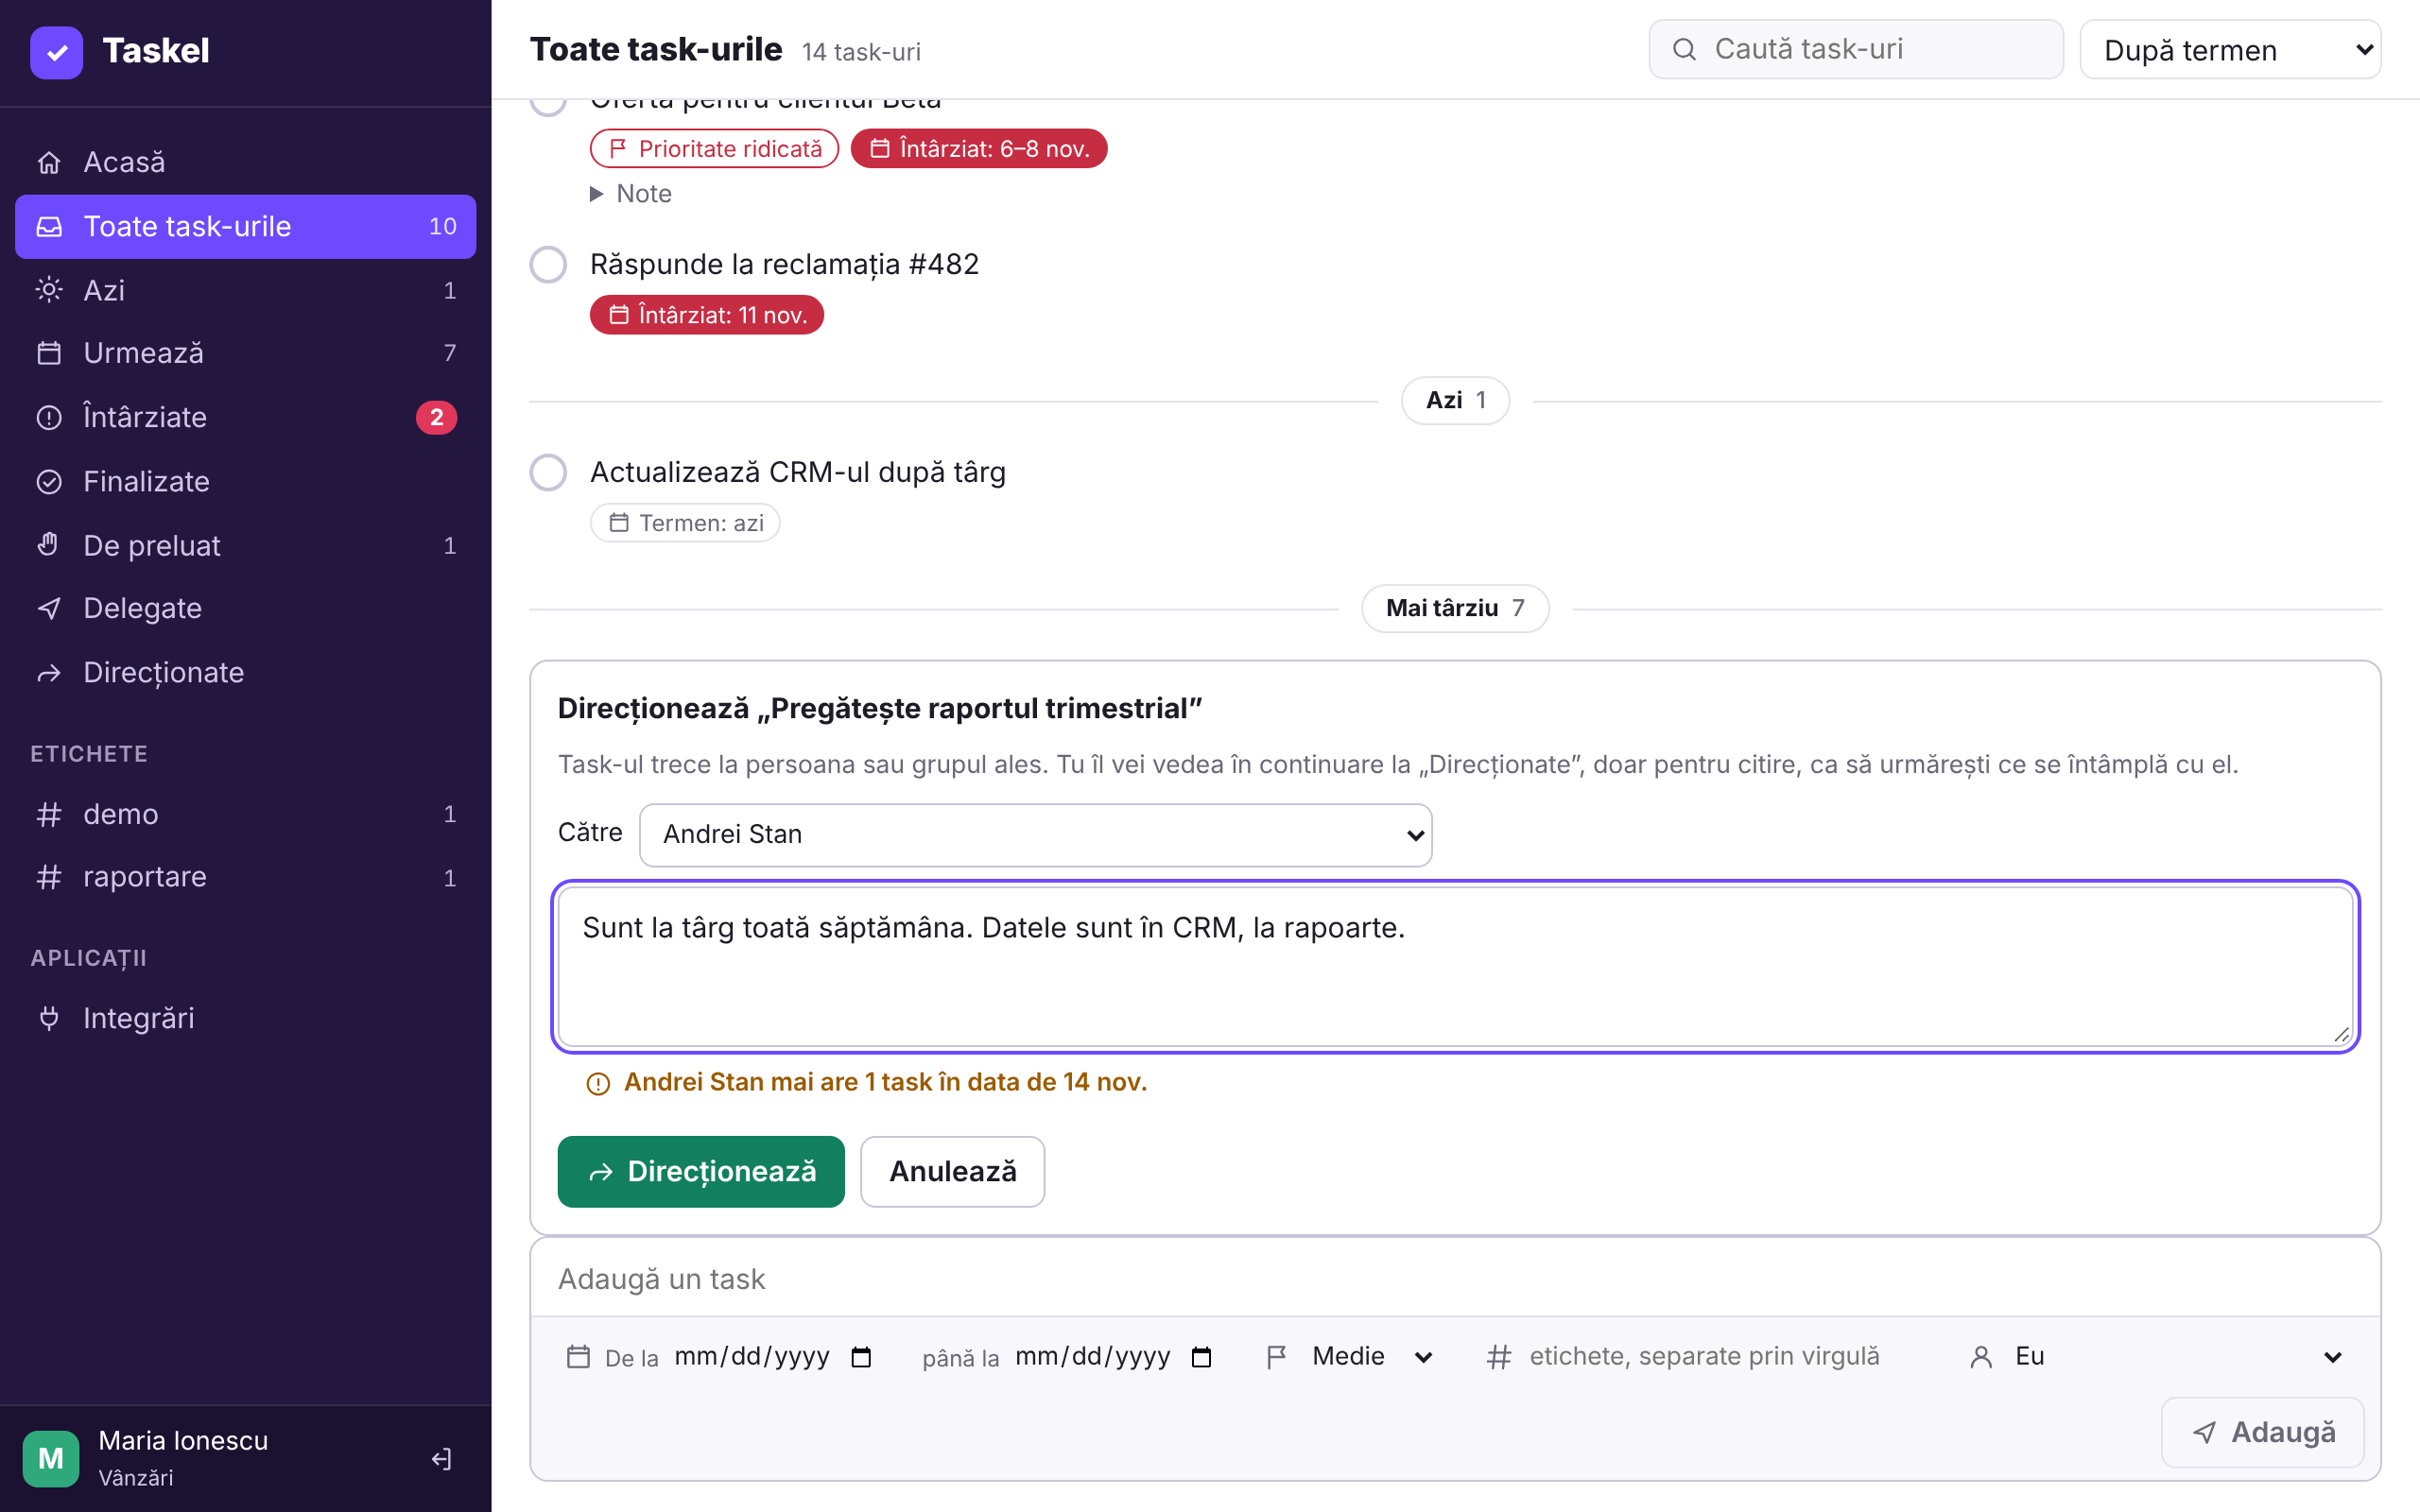 Taskel
Acasă
Toate task-urile 10
Azi 1
Urmează 7
Întârziate 2
Finalizate
De preluat 1
Delegate
Direcționate
ETICHETE
demo 1
raportare 1
APLICAȚII
Integrări
M
Maria Ionescu
Vânzări
Toate task-urile 14 task-uri
Caută task-uri
După termen
Oferta pentru clientul Beta
Prioritate ridicată
Întârziat: 6–8 nov.
Note
Răspunde la reclamația #482
Întârziat: 11 nov.
Azi 1
Actualizează CRM-ul după târg
Termen: azi
Mai târziu 7
Direcționează „Pregătește raportul trimestrial”
Task-ul trece la persoana sau grupul ales. Tu îl vei vedea în continuare la „Direcționate”, doar pentru citire, ca să urmărești ce se întâmplă cu el.
Către Andrei Stan
Sunt la târg toată săptămâna. Datele sunt în CRM, la rapoarte.
Andrei Stan mai are 1 task în data de 14 nov.
Direcționează
Anulează
Adaugă un task
De la mm/dd/yyyy până la mm/dd/yyyy Medie etichete, separate prin virgulă Eu
Adaugă